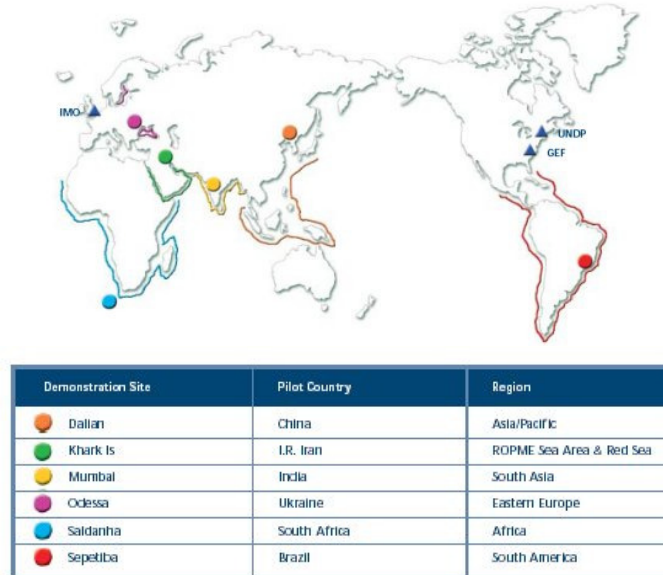 IMO
UNDP
GEF
Demonstration Site Pilot Country Region
Dalian China Asia/Pacific
Khark Is I.R. Iran ROPME Sea Area & Red Sea
Mumbai India South Asia
Odessa Ukraine Eastern Europe
Saldanha South Africa Africa
Sepetiba Brazil South America